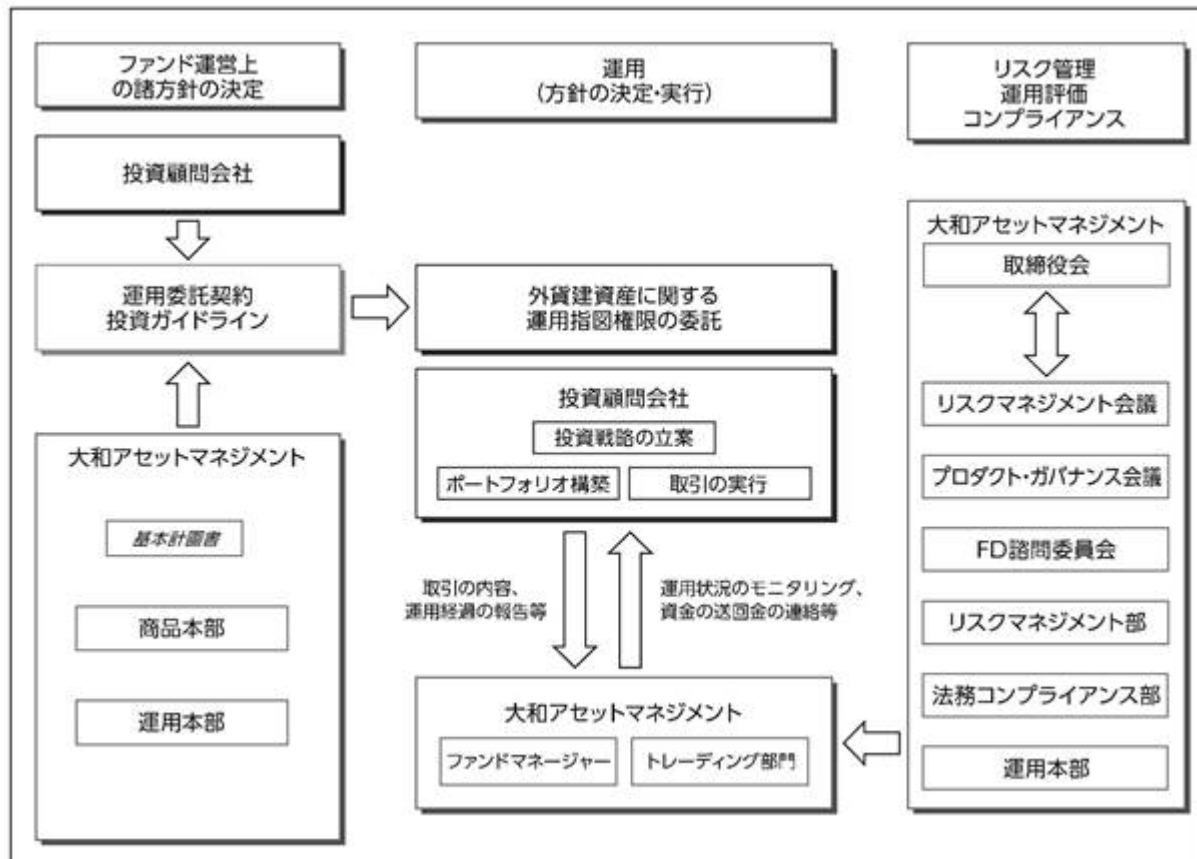 ファンド運営上
の諸方針の決定
運用
(方針の決定・実行)
リスク管理
運用評価
コンプライアンス
投資顧問会社
運用委託契約
投資ガイドライン
大和アセットマネジメント
基本計画書
商品本部
運用本部
外貨建資産に関する
運用指図権限の委託
投資顧問会社
投資戦略の立案
ポートフォリオ構築
取引の実行
取引の内容、
運用経過の報告等
運用状況のモニタリング、
資金の送回金の連絡等
大和アセットマネジメント
ファンドマネージャー
トレーディング部門
大和アセットマネジメント
取締役会
リスクマネジメント会議
プロダクト・ガバナンス会議
FD諮問委員会
リスクマネジメント部
法務コンプライアンス部
運用本部